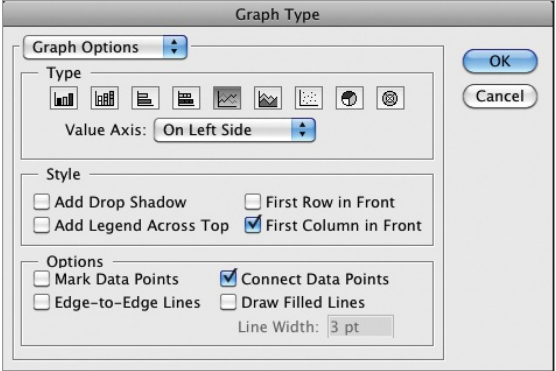 Graph Type
Graph Options
OK
Cancel
Type
Value Axis: On Left Side
Style
Add Drop Shadow
First Row in Front
Add Legend Across Top
First Column in Front
Options
Mark Data Points
Connect Data Points
Edge-to-Edge Lines
Draw Filled Lines
Line Width: 3 pt